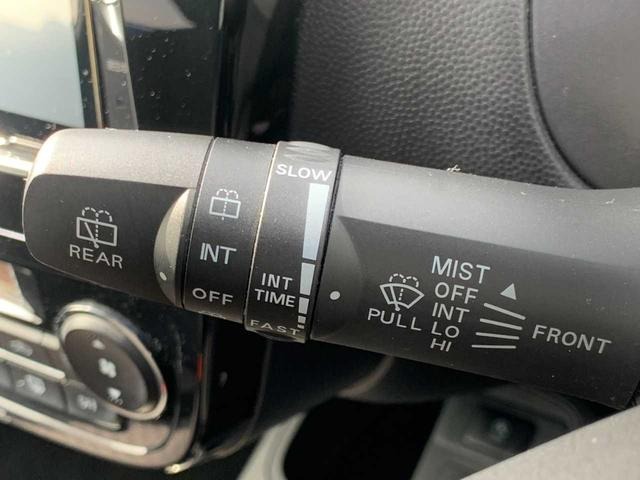 REAR
INT
OFF
SLOW
INT
TIME
FAST
PULL
MIST
OFF
INT
LO
HI
FRONT